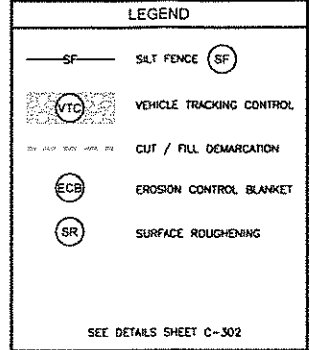 LEGEND
SF SILT FENCE SF
VTC VEHICLE TRACKING CONTROL
CUT / FILL DEMARCATION
ECB EROSION CONTROL BLANKET
SR SURFACE ROUGHENING
SEE DETAILS SHEET C-302